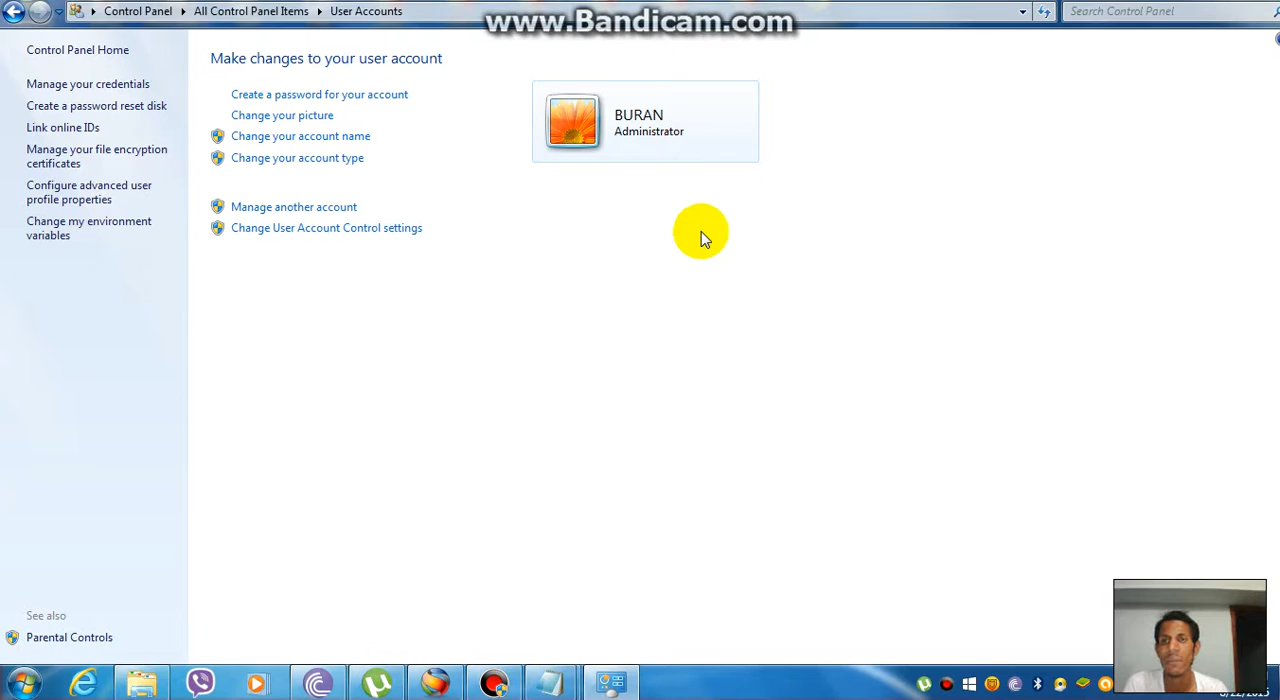 Control Panel All Control Panel Items User Accounts
Search Control Panel
www.Bandicam.com
Control Panel Home
Manage your credentials
Create a password reset disk
Link online IDs
Manage your file encryption
certificates
Configure advanced user
profile properties
Change my environment
variables
See also
Parental Controls
Make changes to your user account
Create a password for your account
Change your picture
Change your account name
Change your account type
Manage another account
Change User Account Control settings
BURAN
Administrator